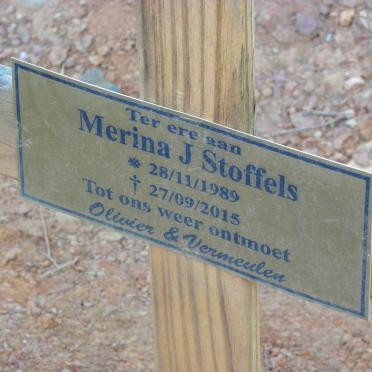 Ter ere aan
Merina J Stoffels
* 28/11/1989
† 27/09/2015
Tot ons weer ontmoet
Olivier & Vermeulen